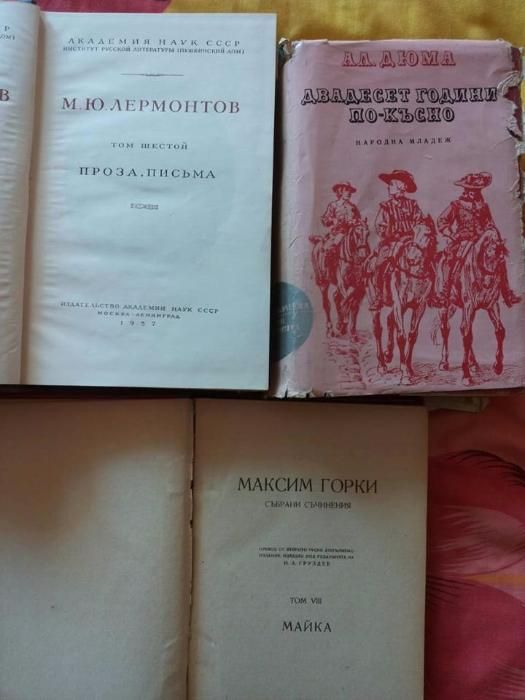 АКАДЕМИЯ НАУК СССР
ИНСТИТУТ РУССКОЙ ЛИТЕРАТУРЫ (ПУШКИНСКИЙ ДОМ)
М.Ю.ЛЕРМОНТОВ
ТОМ ШЕСТОЙ
ПРОЗА, ПИСЬМА
ИЗДАТЕЛЬСТВО АКАДЕМИИ НАУК СССР
МОСКВА-ЛЕНИНГРАД
1957
АЛ. ДЮМА
ДВАДЕСЕТ ГОДИНИ
ПО-КЪСНО
НАРОДНА МЛАДЕЖ
МАКСИМ ГОРКИ
СЪБРАНИ СЪЧИНЕНИЯ
И. А. ГРУЗДЕВ
ТОМ VIII
МАЙКА